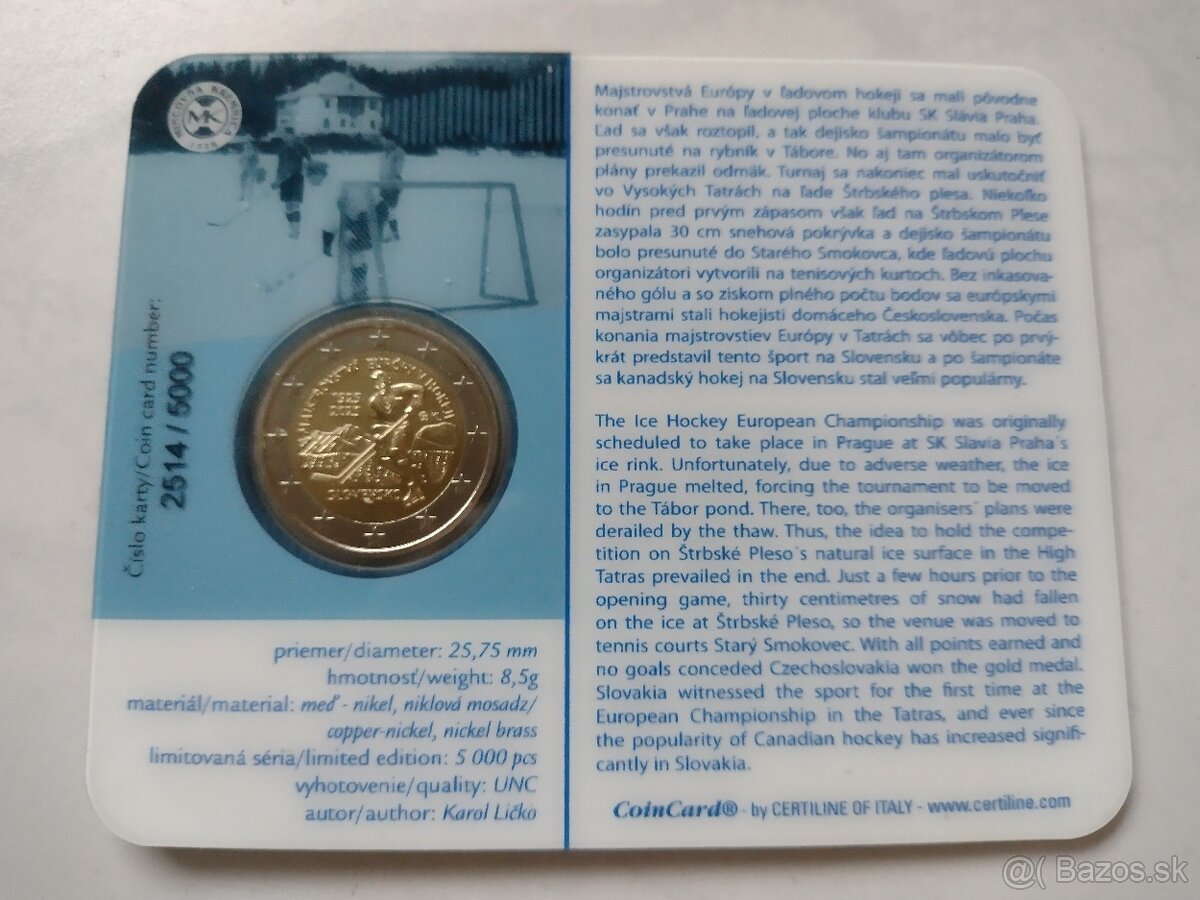 MINCOVŇA KREMNICA
MK
1328
Číslo karty/Coin card number:
2514 / 5000
1925
2025
SLOVENSKO
priemer/diameter: 25,75 mm
hmotnosť/weight: 8,5g
materiál/material: meď - nikel, niklová mosadz/
copper-nickel, nickel brass
limitovaná séria/limited edition: 5 000 pcs
vyhotovenie/quality: UNC
autor/author: Karol Ličko
Majstrovstvá Európy v ľadovom hokeji sa mali pôvodne
konať v Prahe na ľadovej ploche klubu SK Slávia Praha.
Ľad sa však roztopil, a tak dejisko šampionátu malo byť
presunuté na rybník v Tábore. No aj tam organizátorom
plány prekazil odmäk. Turnaj sa nakoniec mal uskutočniť
vo Vysokých Tatrách na ľade Štrbského plesa. Niekoľko
hodín pred prvým zápasom však ľad na Štrbskom Plese
zasypala 30 cm snehová pokrývka a dejisko šampionátu
bolo presunuté do Starého Smokovca, kde ľadovú plochu
organizátori vytvorili na tenisových kurtoch. Bez inkasova-
ného gólu a so ziskom plného počtu bodov sa európskymi
majstrami stali hokejisti domáceho Československa. Počas
konania majstrovstiev Európy v Tatrách sa vôbec po prvý-
krát predstavil tento šport na Slovensku a po šampionáte
sa kanadský hokej na Slovensku stal veľmi populárny.
The Ice Hockey European Championship was originally
scheduled to take place in Prague at SK Slavia Praha´s
ice rink. Unfortunately, due to adverse weather, the ice
in Prague melted, forcing the tournament to be moved
to the Tábor pond. There, too, the organisers´ plans were
derailed by the thaw. Thus, the idea to hold the compe-
tition on Štrbské Pleso´s natural ice surface in the High
Tatras prevailed in the end. Just a few hours prior to the
opening game, thirty centimetres of snow had fallen
on the ice at Štrbské Pleso, so the venue was moved to
tennis courts Starý Smokovec. With all points earned and
no goals conceded Czechoslovakia won the gold medal.
Slovakia witnessed the sport for the first time at the
European Championship in the Tatras, and ever since
the popularity of Canadian hockey has increased signifi-
cantly in Slovakia.
CoinCard® - by CERTILINE OF ITALY - www.certiline.com
@( Bazos.sk